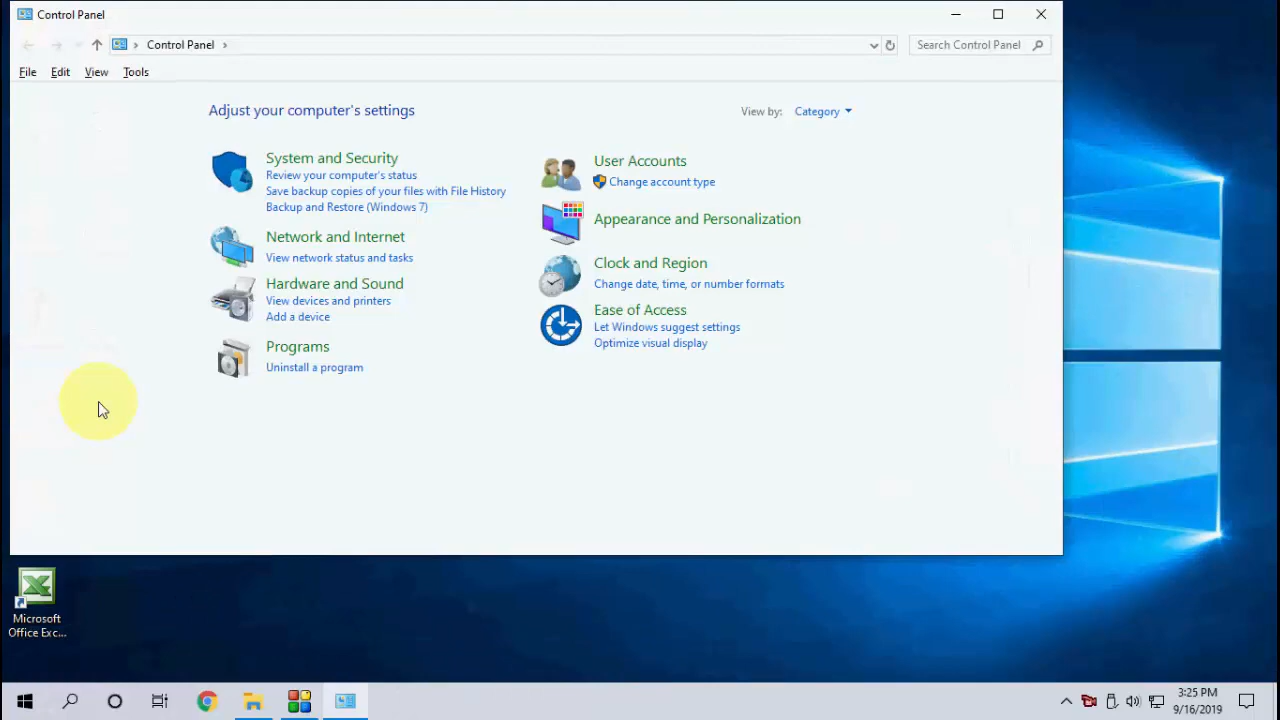 Control Panel
Control Panel
Search Control Panel
File Edit View Tools
Adjust your computer's settings
View by: Category
System and Security
Review your computer's status
Save backup copies of your files with File History
Backup and Restore (Windows 7)
Network and Internet
View network status and tasks
Hardware and Sound
View devices and printers
Add a device
Programs
Uninstall a program
User Accounts
Change account type
Appearance and Personalization
Clock and Region
Change date, time, or number formats
Ease of Access
Let Windows suggest settings
Optimize visual display
Microsoft
Office Exc...
3:25 PM
9/16/2019